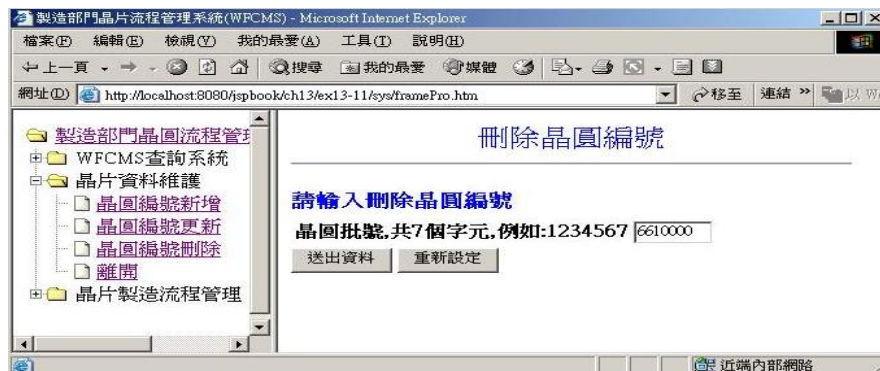 製造部門晶片流程管理系統(WFCMS) - Microsoft Internet Explorer
檔案(F) 編輯(E) 檢視(V) 我的最愛(A) 工具(T) 說明(H)
上一頁 搜尋 我的最愛 媒體
網址(D) http://localhost:8080/jspbook/ch13/ex13-11/sys/framePro.htm 移至 連結 »
製造部門晶圓流程管
WFCMS查詢系統
晶片資料維護
晶圓編號新增
晶圓編號更新
晶圓編號刪除
離開
晶片製造流程管理
刪除晶圓編號
請輸入刪除晶圓編號
晶圓批號,共7個字元,例如:1234567 6610000
送出資料 重新設定
近端內部網路